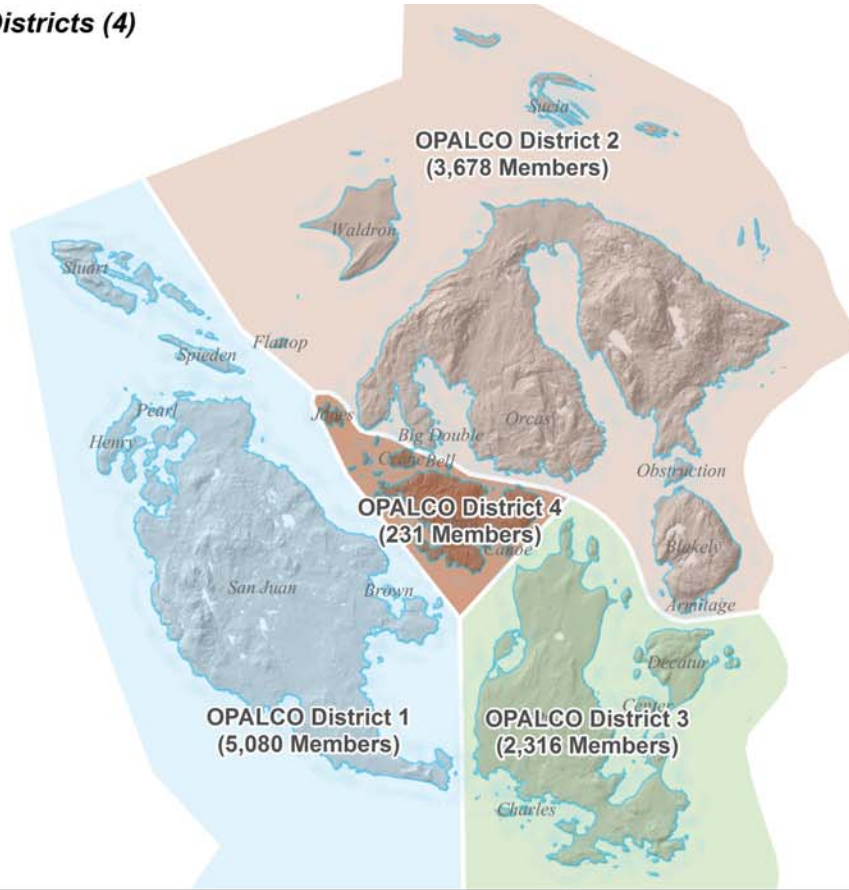 Districts (4)
Sucia
OPALCO District 2
(3,678 Members)
Waldron
Stuart
Flattop
Spieden
Pearl
Jones
Henry
Orcas
Big Double
Crane Bell
Obstruction
OPALCO District 4
(231 Members)
Canoe
Blakely
San Juan
Brown
Armitage
Decatur
Center
OPALCO District 1
(5,080 Members)
OPALCO District 3
(2,316 Members)
Charles